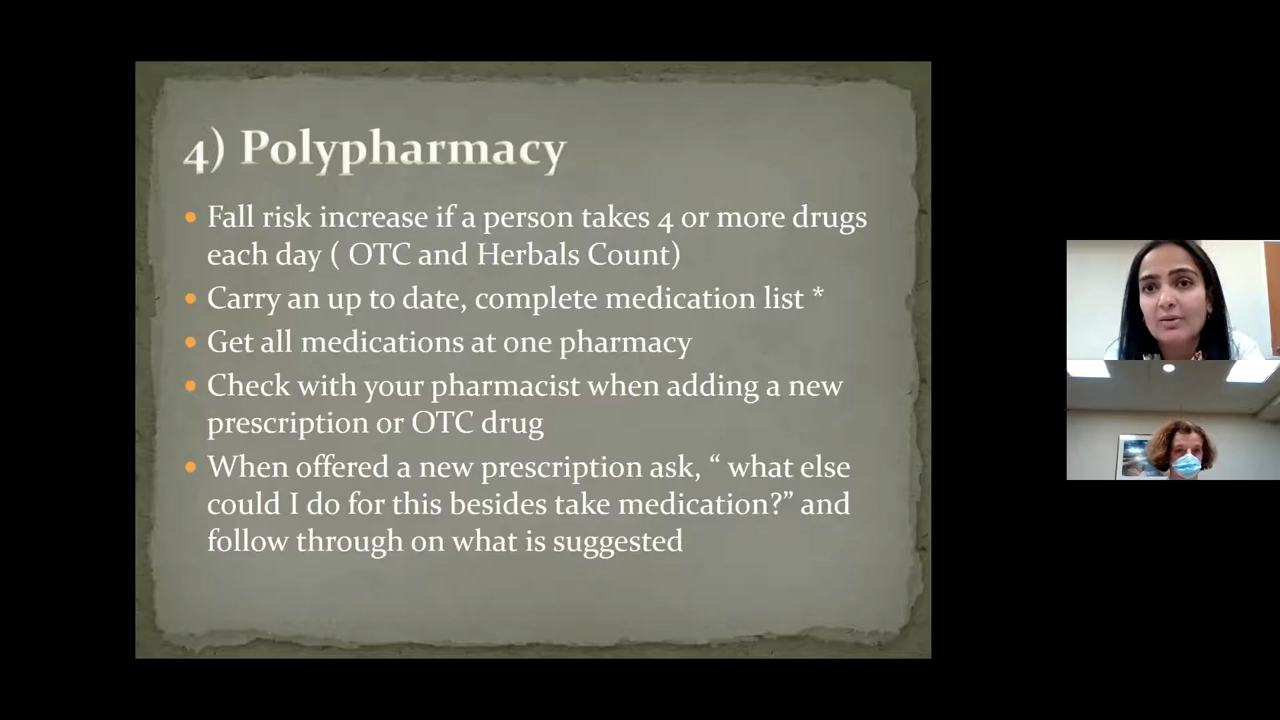 4) Polypharmacy
Fall risk increase if a person takes 4 or more drugs
each day ( OTC and Herbals Count)
Carry an up to date, complete medication list *
Get all medications at one pharmacy
Check with your pharmacist when adding a new
prescription or OTC drug
When offered a new prescription ask, “ what else
could I do for this besides take medication?” and
follow through on what is suggested